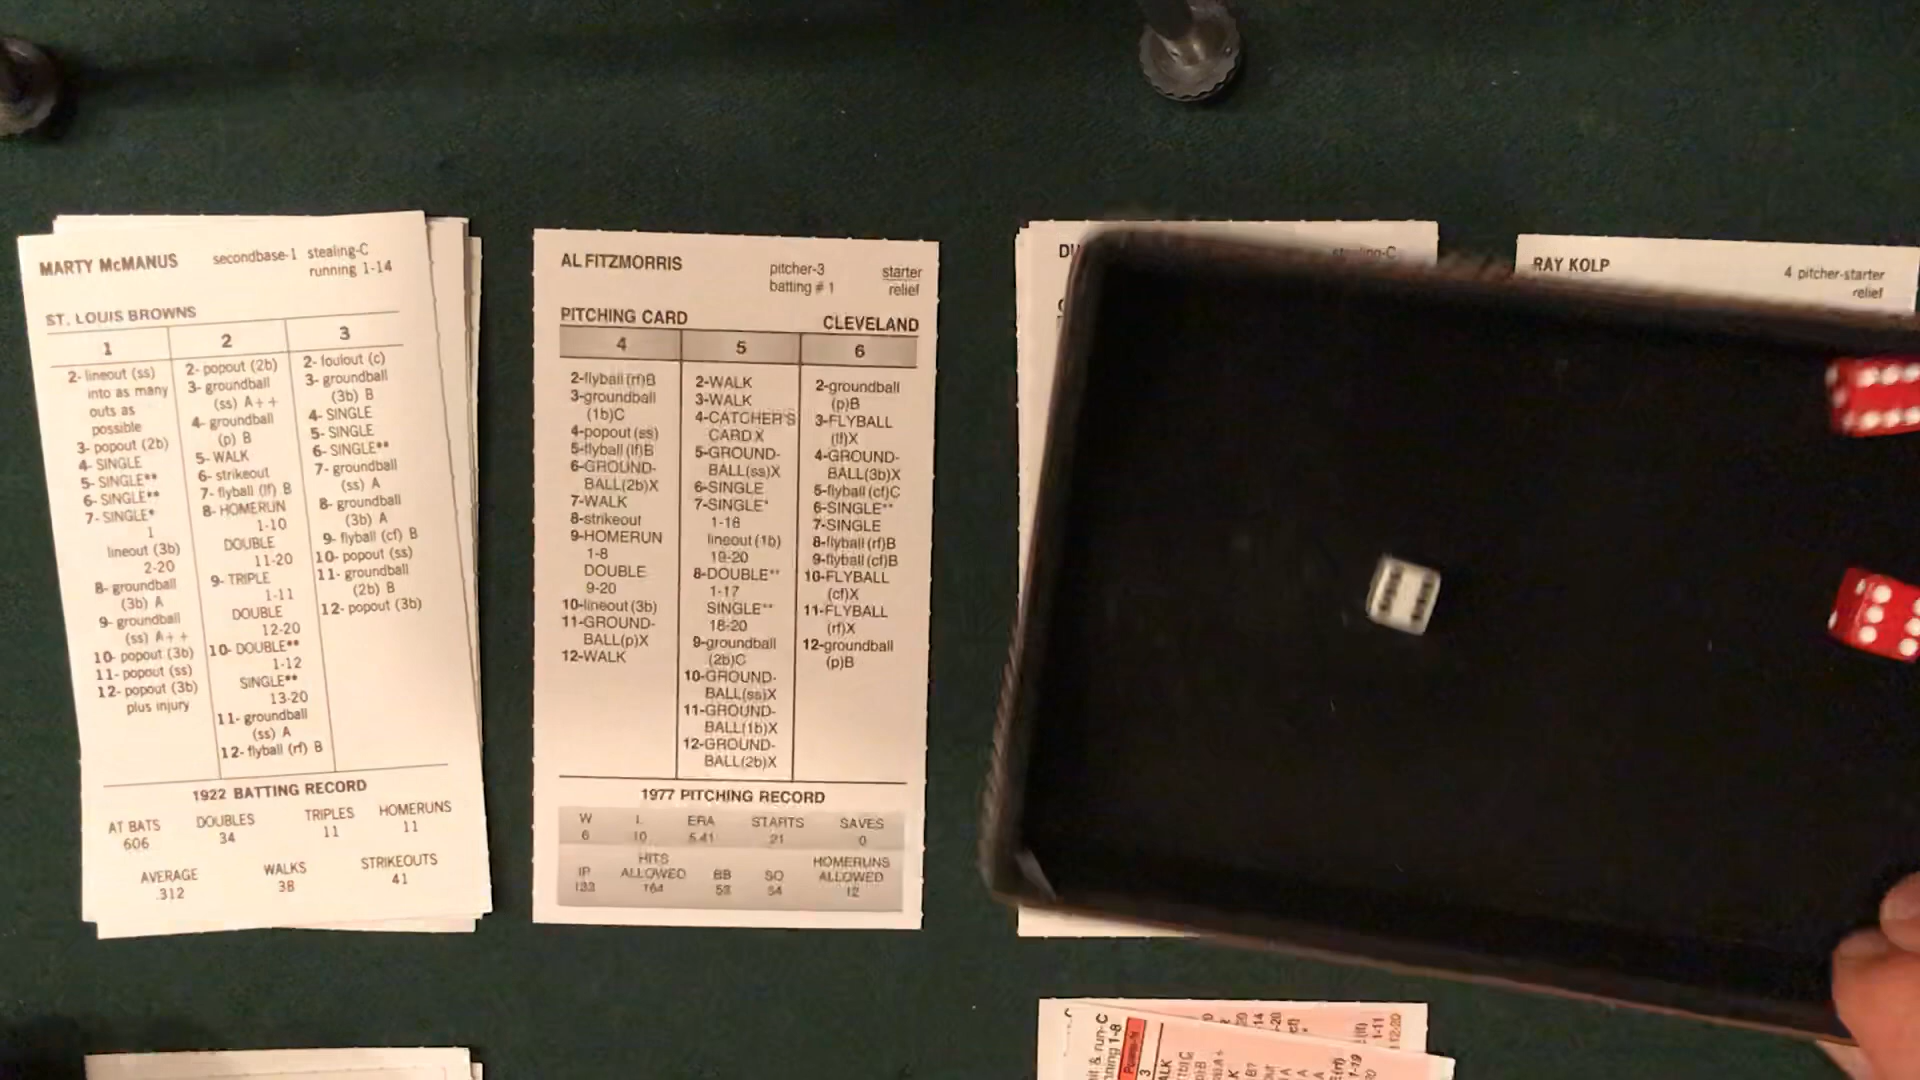 MARTY McMANUS
secondbase-1 stealing-C
running 1-14
ST. LOUIS BROWNS
1
2- lineout (ss)
into as many
outs as
possible
3- popout (2b)
4- SINGLE
5- SINGLE**
6- SINGLE**
7- SINGLE*
1
lineout (3b)
2-20
8- groundball
(3b) A
9- groundball
(ss) A++
10- popout (3b)
11- popout (ss)
12- popout (3b)
plus injury
2
2- popout (2b)
3- groundball
(ss) A++
4- groundball
(p) B
5- WALK
6- strikeout
7- flyball (lf) B
8- HOMERUN
1-10
DOUBLE
11-20
9- TRIPLE
1-11
DOUBLE
12-20
10- DOUBLE**
1-12
SINGLE**
13-20
11- groundball
(ss) A
12- flyball (rf) B
3
2- foulout (c)
3- groundball
(3b) B
4- SINGLE
5- SINGLE
6- SINGLE**
7- groundball
(ss) A
8- groundball
(3b) A
9- flyball (cf) B
10- popout (ss)
11- groundball
(2b) B
12- popout (3b)
1922 BATTING RECORD
AT BATS DOUBLES TRIPLES HOMERUNS
606 34 11 11
AVERAGE WALKS STRIKEOUTS
.312 38 41
AL FITZMORRIS
pitcher-3 starter
batting # 1 relief
PITCHING CARD CLEVELAND
4
2-flyball (rf)B
3-groundball
(1b)C
4-popout (ss)
5-flyball (lf)B
6-GROUND-
BALL(2b)X
7-WALK
8-strikeout
9-HOMERUN
1-8
DOUBLE
9-20
10-lineout (3b)
11-GROUND-
BALL(p)X
12-WALK
5
2-WALK
3-WALK
4-CATCHER'S
CARD X
5-GROUND-
BALL(ss)X
6-SINGLE
7-SINGLE*
1-18
lineout (1b)
19-20
8-DOUBLE**
1-17
SINGLE**
18-20
9-groundball
(2b)C
10-GROUND-
BALL(ss)X
11-GROUND-
BALL(1b)X
12-GROUND-
BALL(2b)X
6
2-groundball
(p)B
3-FLYBALL
(lf)X
4-GROUND-
BALL(3b)X
5-flyball (cf)C
6-SINGLE**
7-SINGLE
8-flyball (rf)B
9-flyball (cf)B
10-FLYBALL
(cf)X
11-FLYBALL
(rf)X
12-groundball
(p)B
1977 PITCHING RECORD
W L ERA STARTS SAVES
6 10 5.41 21 0
IP HITS ALLOWED BB SO HOMERUNS ALLOWED
133 164 53 54 12
DU
stealing-C
RAY KOLP
4 pitcher-starter
relief